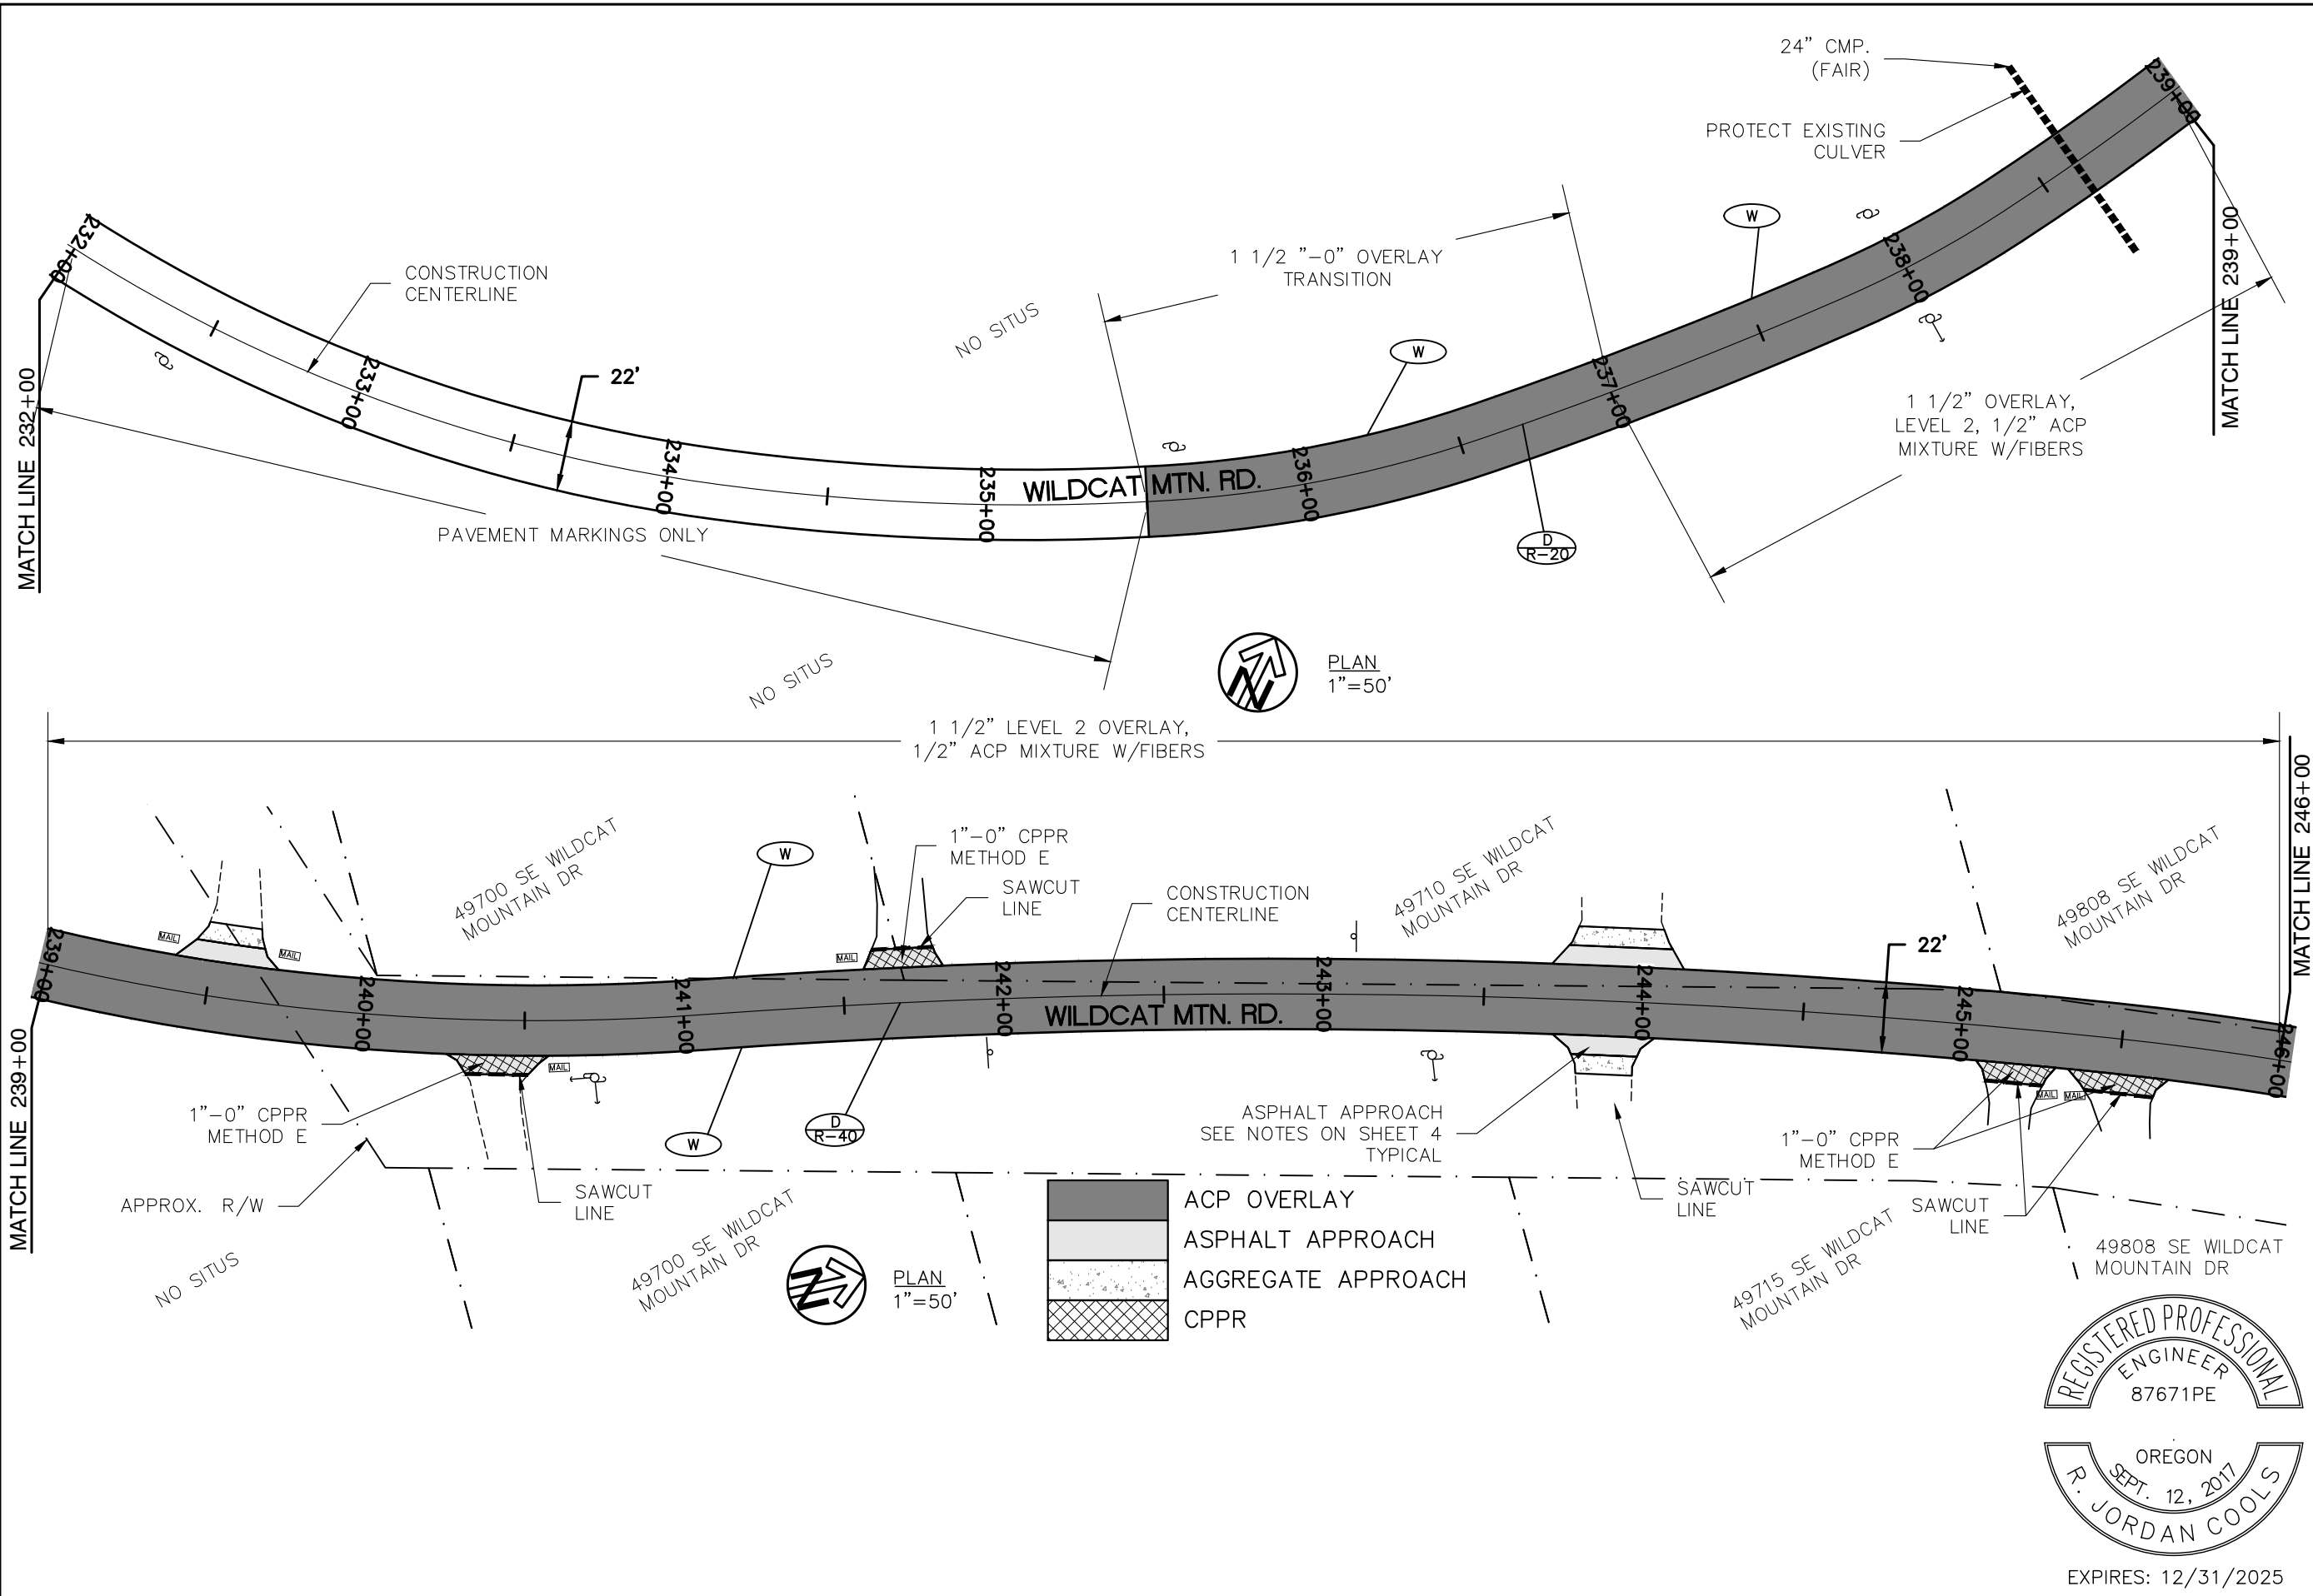 24" CMP.
(FAIR)
PROTECT EXISTING
CULVER
239+00
MATCH LINE 239+00
232+00
MATCH LINE 232+00
CONSTRUCTION
CENTERLINE
233+00
22'
234+00
PAVEMENT MARKINGS ONLY
235+00
NO SITUS
1 1/2 "-0" OVERLAY
TRANSITION
W
W
WILDCAT MTN. RD.
236+00
237+00
238+00
D
R-20
1 1/2" OVERLAY,
LEVEL 2, 1/2" ACP
MIXTURE W/FIBERS
NO SITUS
N
PLAN
1"=50'
1 1/2" LEVEL 2 OVERLAY,
1/2" ACP MIXTURE W/FIBERS
MATCH LINE 246+00
MATCH LINE 239+00
239+00
MAIL
MAIL
49700 SE WILDCAT
MOUNTAIN DR
W
1"-0" CPPR
METHOD E
SAWCUT
LINE
MAIL
CONSTRUCTION
CENTERLINE
49710 SE WILDCAT
MOUNTAIN DR
49808 SE WILDCAT
MOUNTAIN DR
22'
240+00
241+00
242+00
WILDCAT MTN. RD.
243+00
244+00
245+00
246+00
MAIL
MAIL
MAIL
1"-0" CPPR
METHOD E
APPROX. R/W
SAWCUT
LINE
W
D
R-40
ASPHALT APPROACH
SEE NOTES ON SHEET 4
TYPICAL
SAWCUT
LINE
1"-0" CPPR
METHOD E
SAWCUT
LINE
NO SITUS
49700 SE WILDCAT
MOUNTAIN DR
49715 SE WILDCAT
MOUNTAIN DR
49808 SE WILDCAT
MOUNTAIN DR
N
PLAN
1"=50'
ACP OVERLAY
ASPHALT APPROACH
AGGREGATE APPROACH
CPPR
REGISTERED PROFESSIONAL
ENGINEER
87671PE
OREGON
SEPT. 12, 2017
R. JORDAN COOLS
EXPIRES: 12/31/2025